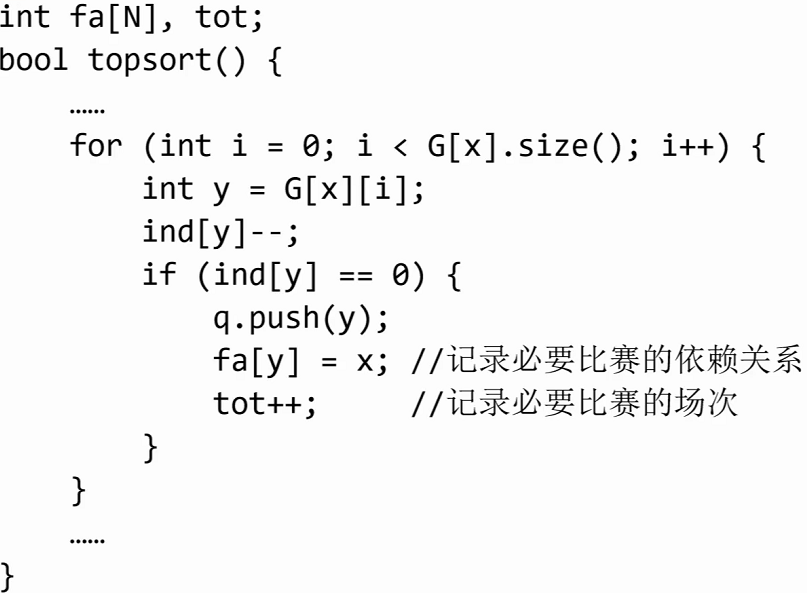 int fa[N], tot;
bool topsort() {
    ……
    for (int i = 0; i < G[x].size(); i++) {
        int y = G[x][i];
        ind[y]--;
        if (ind[y] == 0) {
            q.push(y);
            fa[y] = x; //记录必要比赛的依赖关系
            tot++;     //记录必要比赛的场次
        }
    }
    ……
}